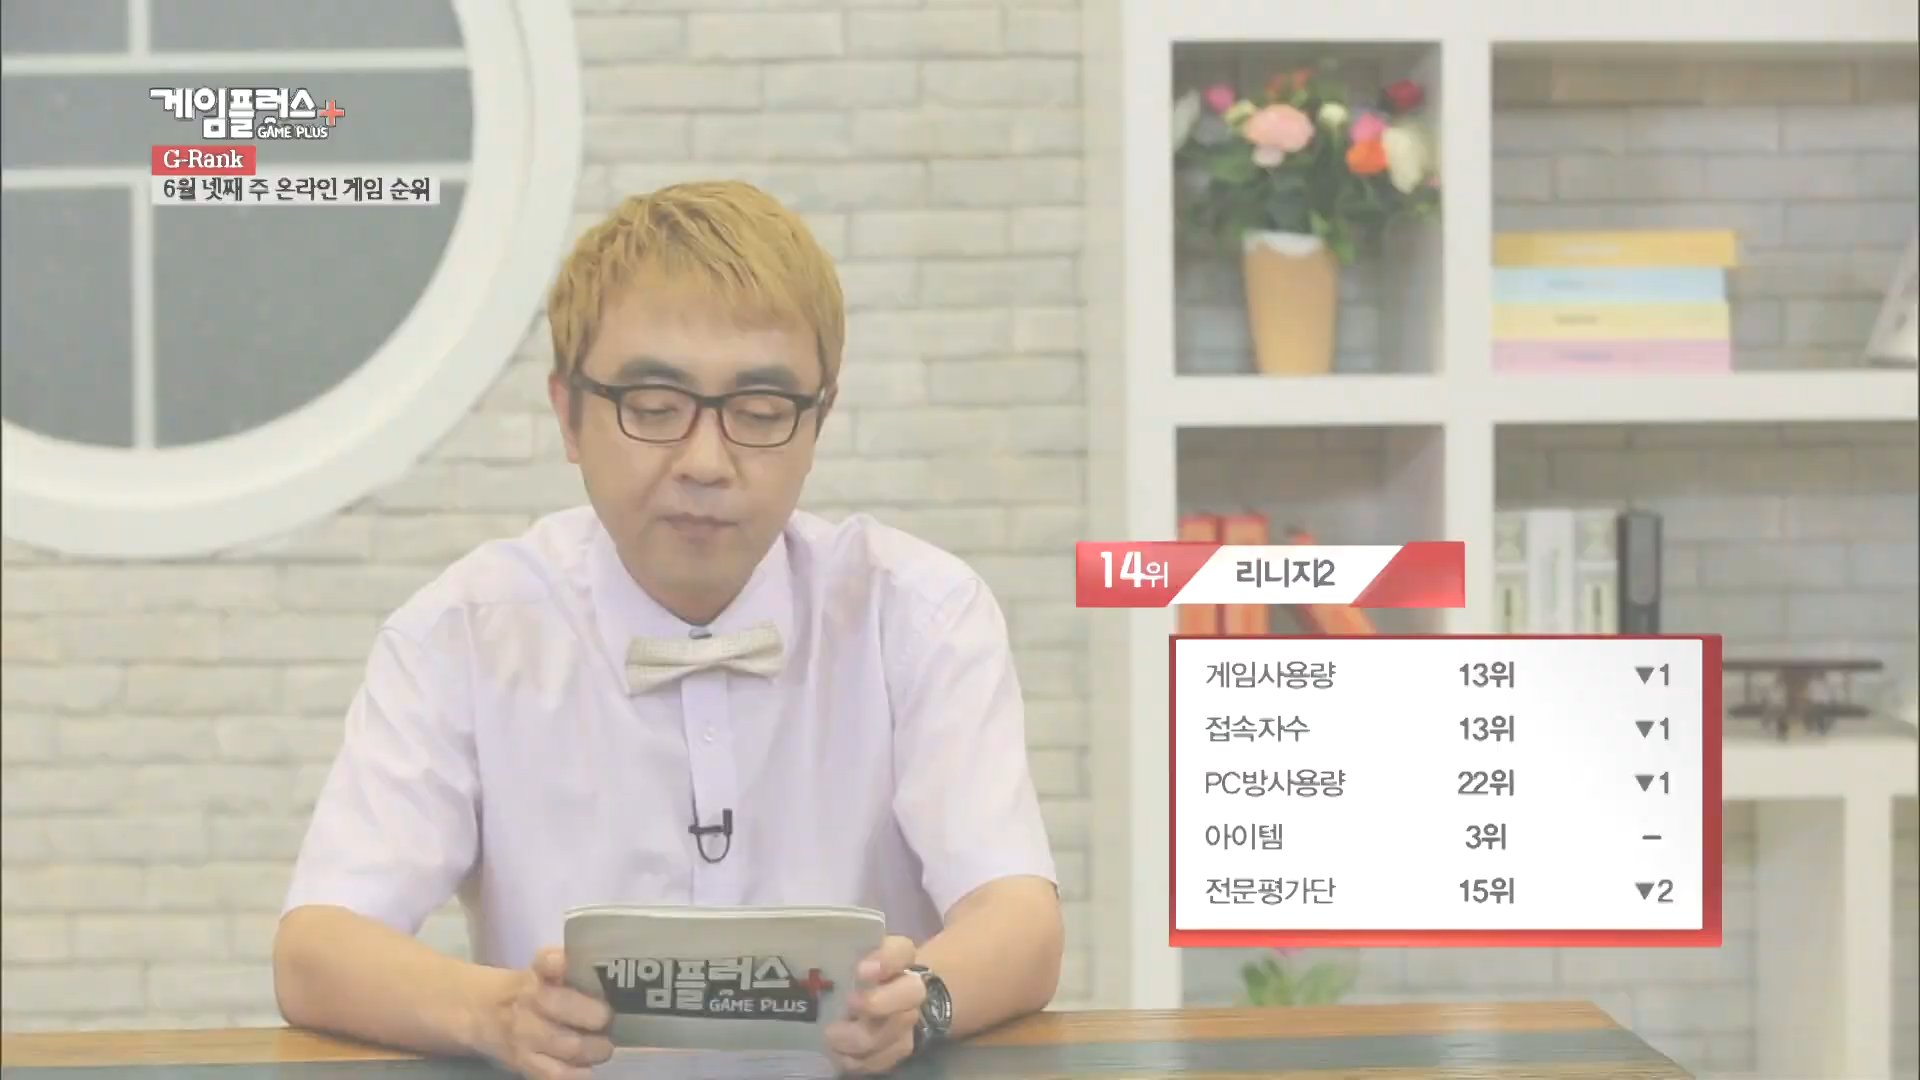 게임플러스+
GAME PLUS
G-Rank
6월 넷째 주 온라인 게임 순위
14위 리니지2
게임사용량 13위 ▼1
접속자수 13위 ▼1
PC방사용량 22위 ▼1
아이템 3위 –
전문평가단 15위 ▼2
게임플러스+
GAME PLUS